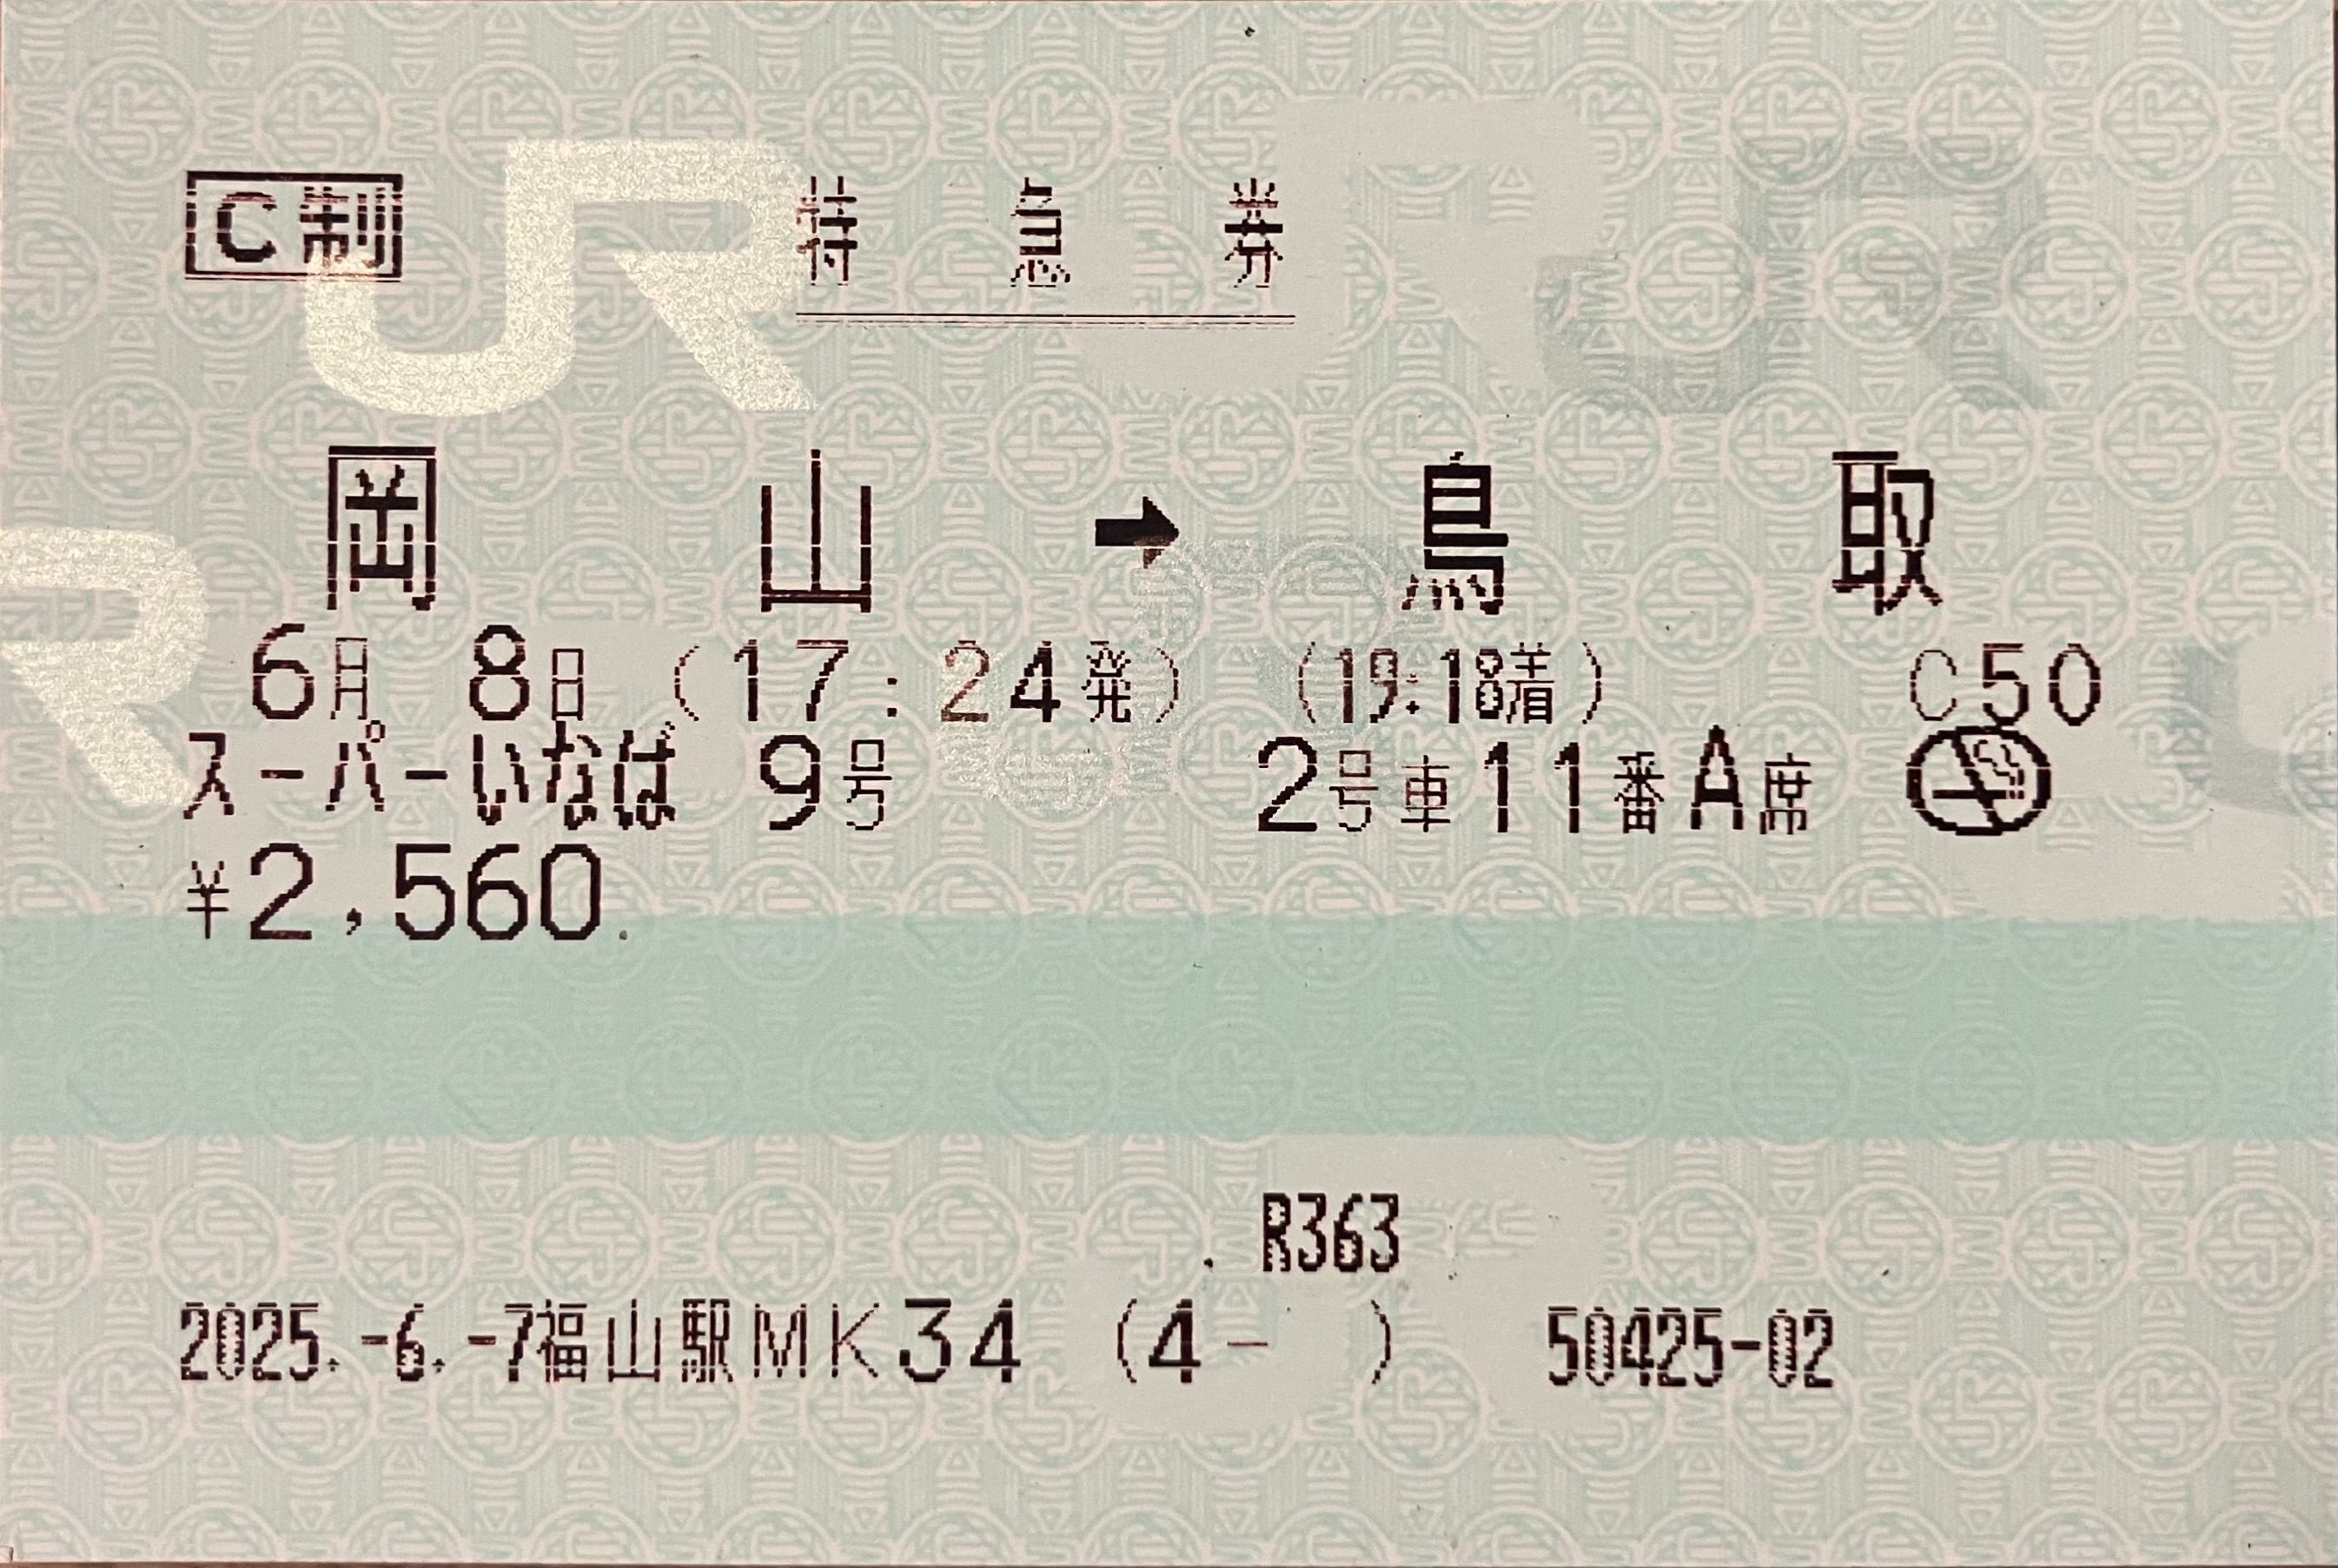 C制 特急券
岡山➡鳥取
6月 8日 (17:24発) (19:18着) C50
スーパーいなば 9号 2号車11番A席
¥2,560
R363
2025.-6.-7福山駅MK34 (4- ) 50425-02